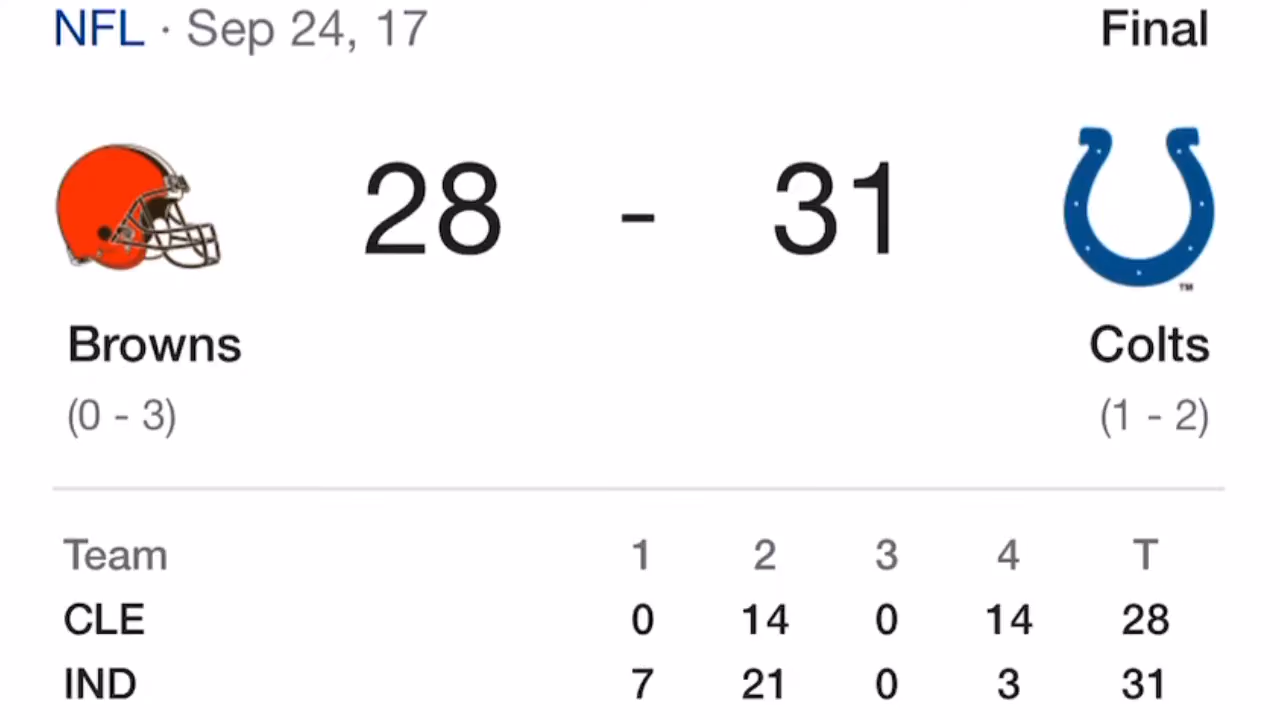 NFL · Sep 24, 17 Final
28 - 31
TM
Browns Colts
(0 - 3) (1 - 2)
Team 1 2 3 4 T
CLE 0 14 0 14 28
IND 7 21 0 3 31